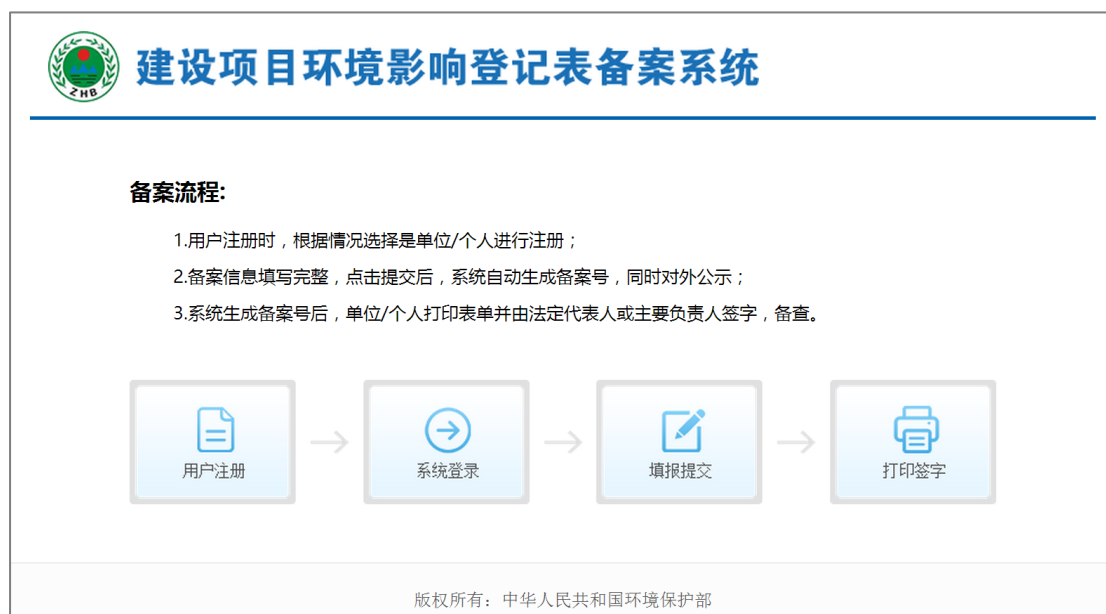 ZHB
建设项目环境影响登记表备案系统
备案流程:
1.用户注册时，根据情况选择是单位/个人进行注册；
2.备案信息填写完整，点击提交后，系统自动生成备案号，同时对外公示；
3.系统生成备案号后，单位/个人打印表单并由法定代表人或主要负责人签字，备查。
用户注册
系统登录
填报提交
打印签字
版权所有：中华人民共和国环境保护部